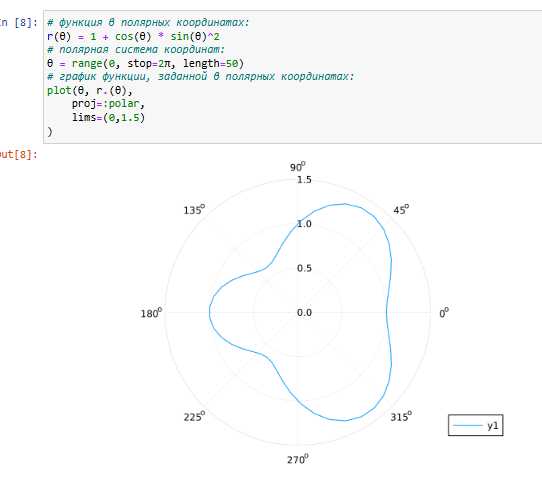 n [8]:
# функция в полярных координатах:
r(θ) = 1 + cos(θ) * sin(θ)^2
# полярная система координат:
θ = range(0, stop=2π, length=50)
# график функции, заданной в полярных координатах:
plot(θ, r.(θ),
proj=:polar,
lims=(0,1.5)
)
ut[8]:
90°
1.5
135°
45°
1.0
0.5
180°
0.0
0°
225°
315°
y1
270°